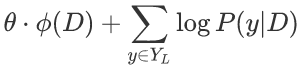 θ · ϕ(D) + ∑_{y∈Y_L} log P(y|D)